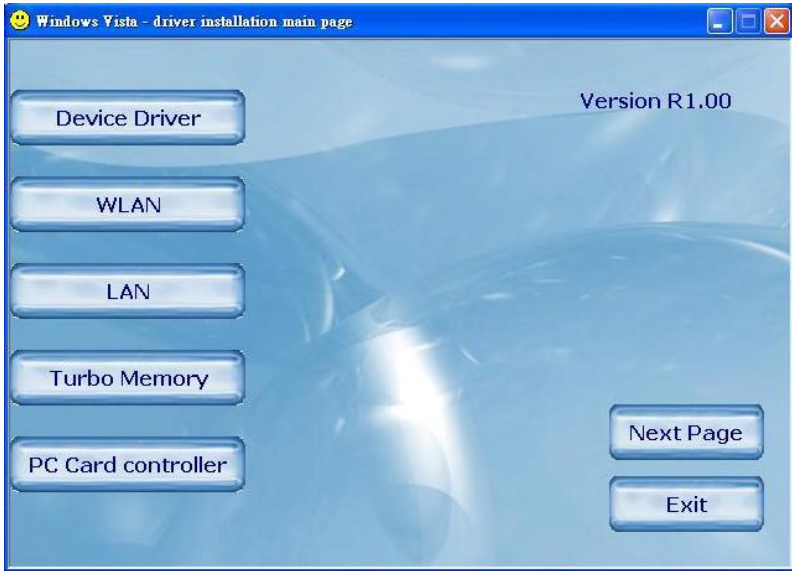 Windows Vista - driver installation main page
Version R1.00
Device Driver
WLAN
LAN
Turbo Memory
PC Card controller
Next Page
Exit